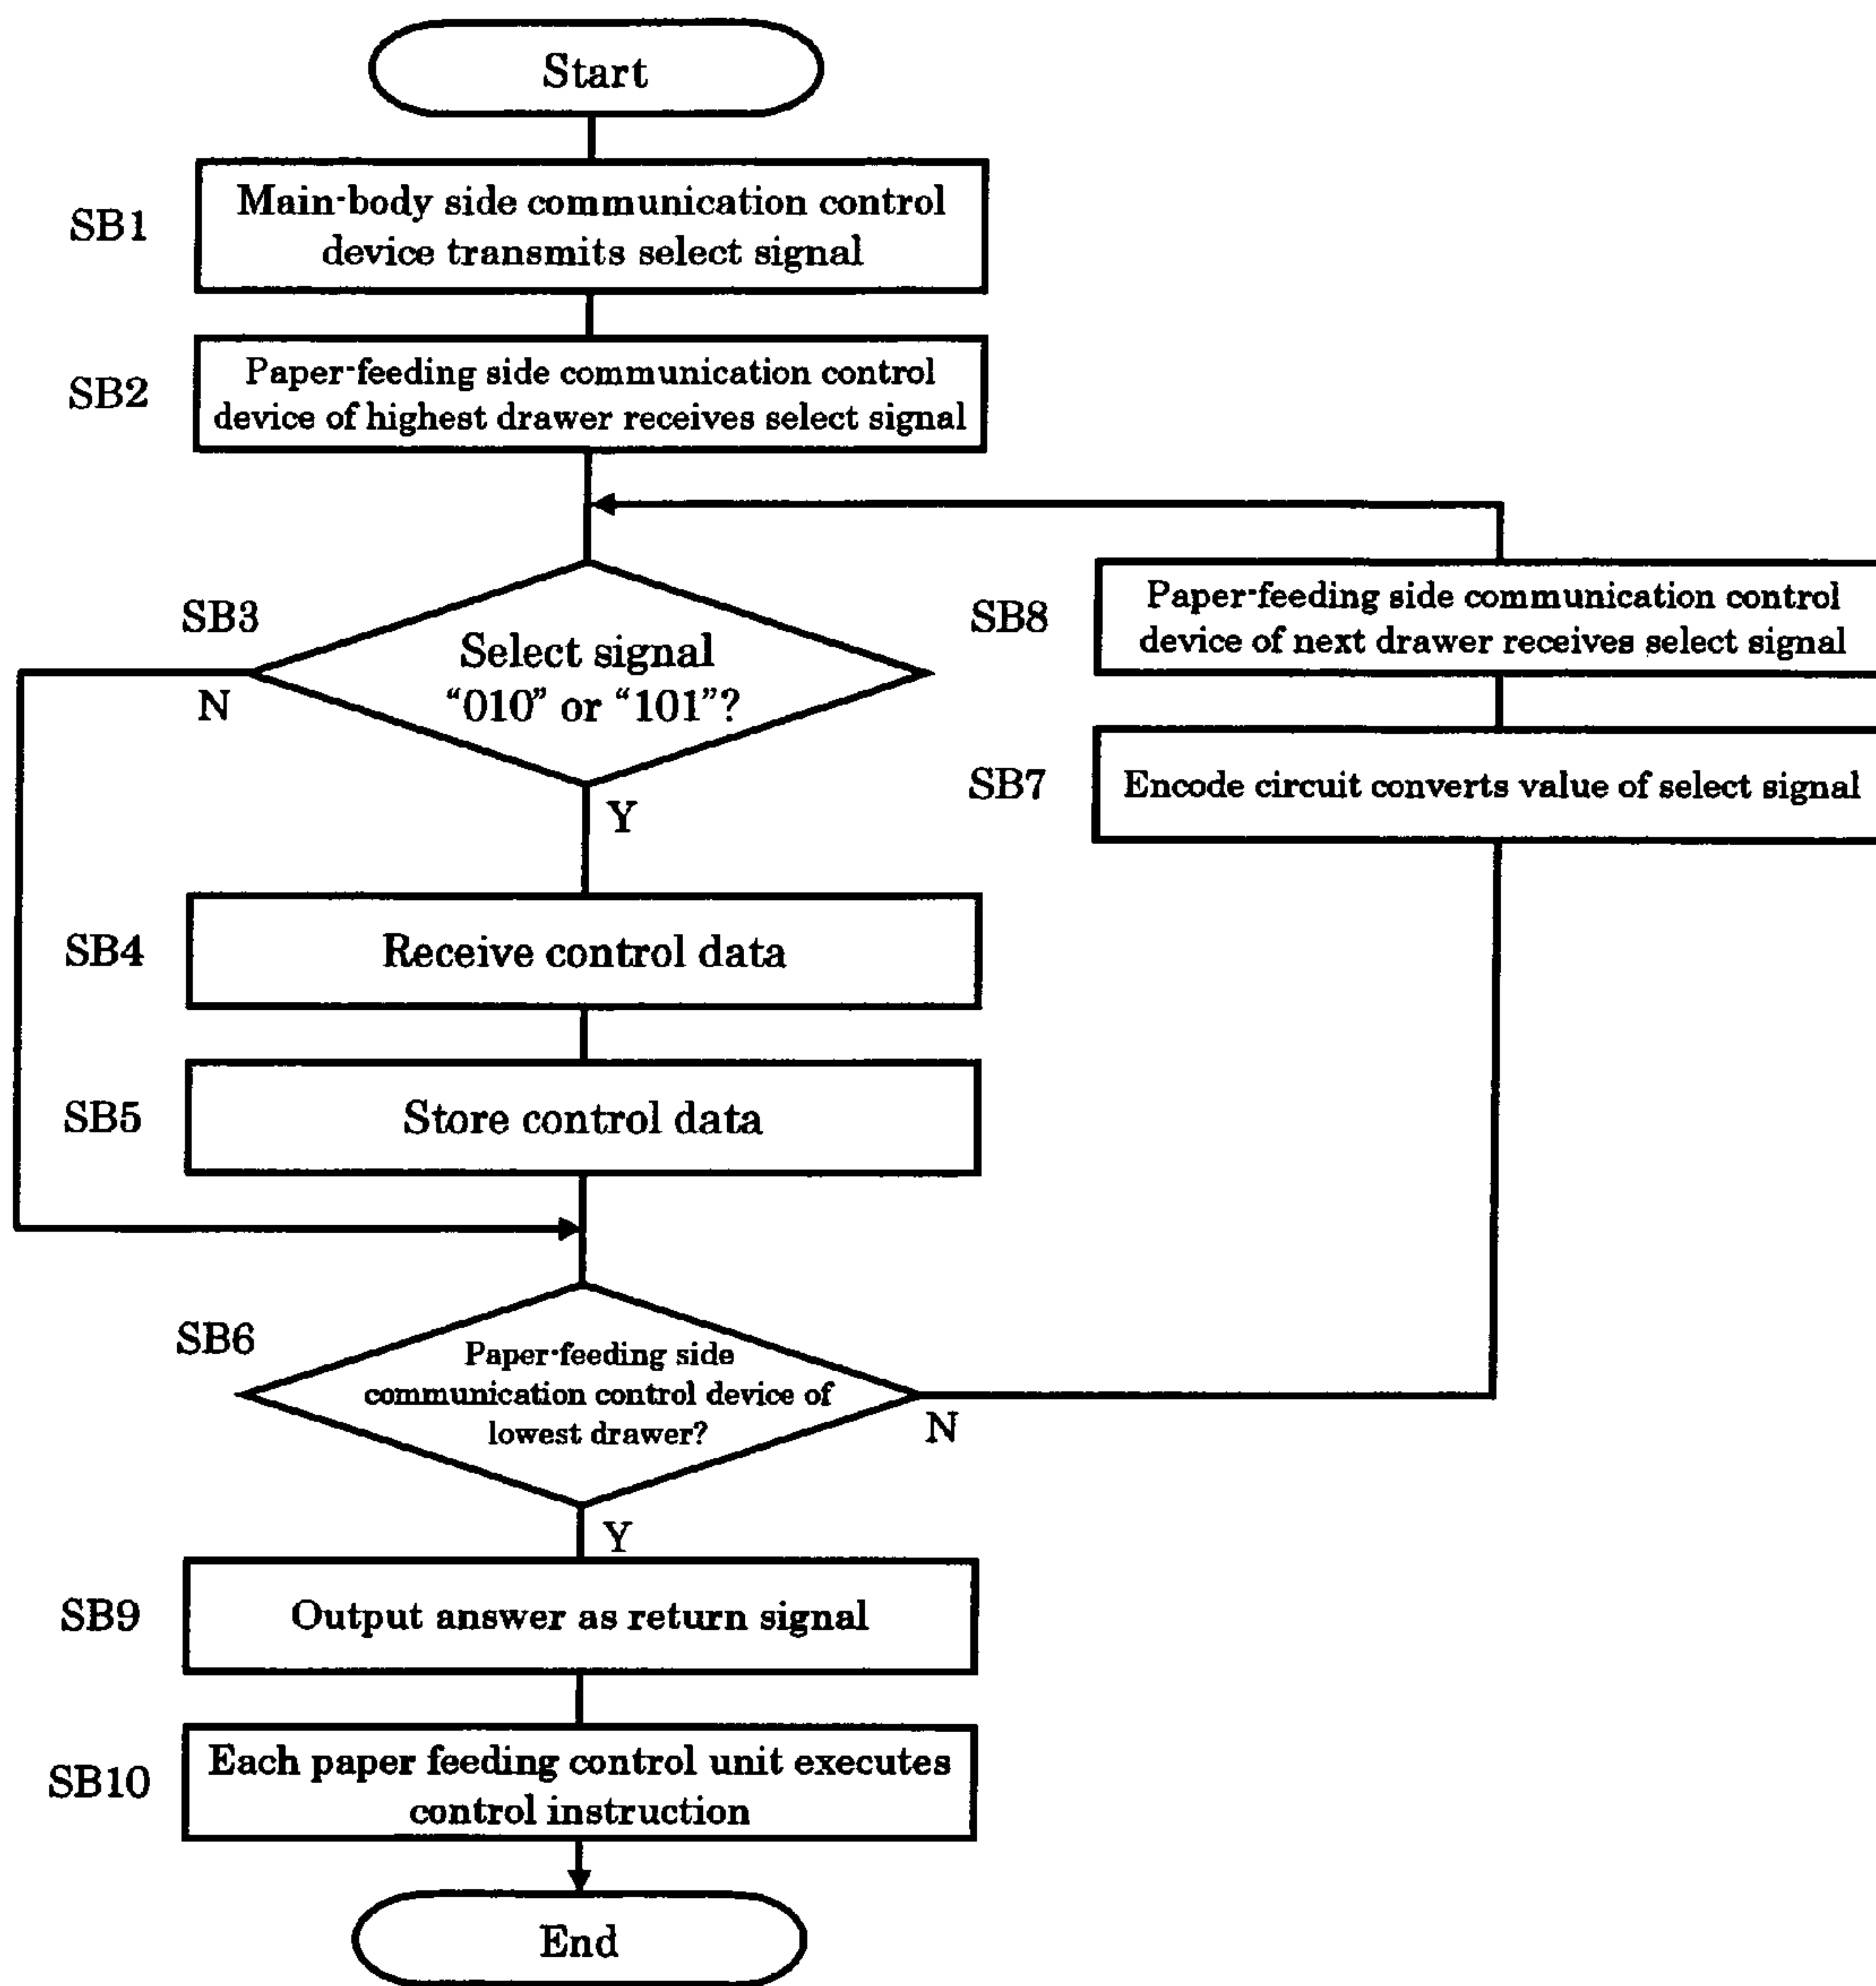 Start
SB1
Main-body side communication control
device transmits select signal
SB2
Paper-feeding side communication control
device of highest drawer receives select signal
SB3
Select signal
“010” or “101”?
N
Y
SB8
Paper-feeding side communication control
device of next drawer receives select signal
SB7
Encode circuit converts value of select signal
SB4
Receive control data
SB5
Store control data
SB6
Paper-feeding side
communication control device of
lowest drawer?
N
Y
SB9
Output answer as return signal
SB10
Each paper feeding control unit executes
control instruction
End